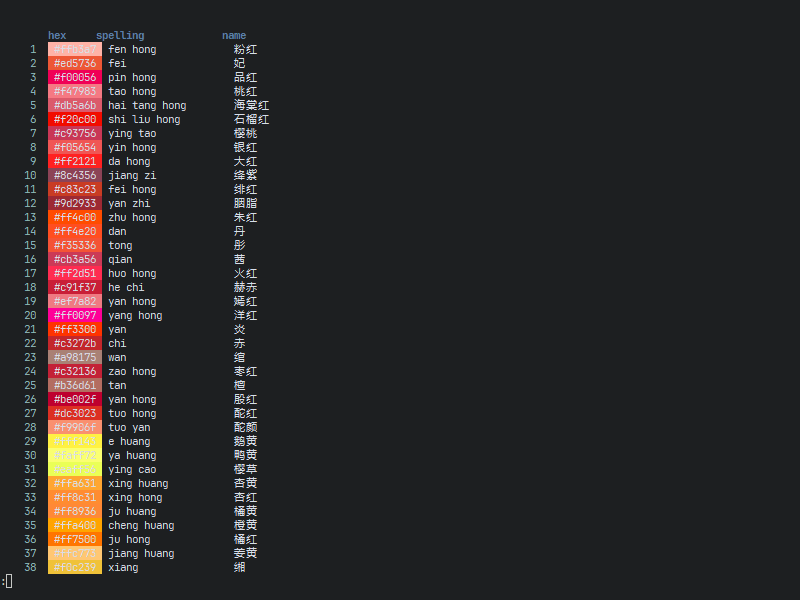 hex spelling name
1 #ffb3a7 fen hong 粉红
2 #ed5736 fei 妃
3 #f00056 pin hong 品红
4 #f47983 tao hong 桃红
5 #db5a6b hai tang hong 海棠红
6 #f20c00 shi liu hong 石榴红
7 #c93756 ying tao 樱桃
8 #f05654 yin hong 银红
9 #ff2121 da hong 大红
10 #8c4356 jiang zi 绛紫
11 #c83c23 fei hong 绯红
12 #9d2933 yan zhi 胭脂
13 #ff4c00 zhu hong 朱红
14 #ff4e20 dan 丹
15 #f35336 tong 彤
16 #cb3a56 qian 茜
17 #ff2d51 huo hong 火红
18 #c91f37 he chi 赫赤
19 #ef7a82 yan hong 嫣红
20 #ff0097 yang hong 洋红
21 #ff3300 yan 炎
22 #c3272b chi 赤
23 #a98175 wan 绾
24 #c32136 zao hong 枣红
25 #b36d61 tan 檀
26 #be002f yan hong 殷红
27 #dc3023 tuo hong 酡红
28 #f9906f tuo yan 酡颜
29 #fff143 e huang 鹅黄
30 #faff72 ya huang 鸭黄
31 #eaff56 ying cao 樱草
32 #ffa631 xing huang 杏黄
33 #ff8c31 xing hong 杏红
34 #ff8936 ju huang 橘黄
35 #ffa400 cheng huang 橙黄
36 #ff7500 ju hong 橘红
37 #ffc773 jiang huang 姜黄
38 #f0c239 xiang 缃
: